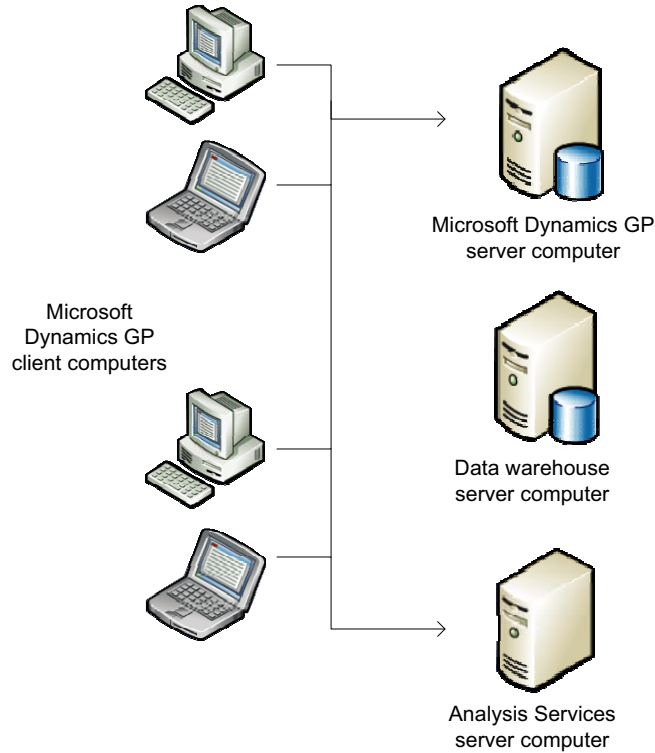 Microsoft Dynamics GP
server computer
Microsoft
Dynamics GP
client computers
Data warehouse
server computer
Analysis Services
server computer